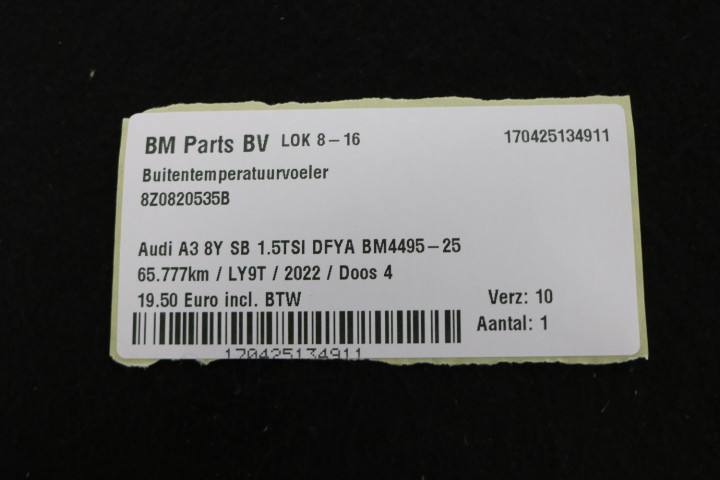 BM Parts BV LOK 8-16 170425134911
Buitentemperatuurvoeler
8Z0820535B
Audi A3 8Y SB 1.5TSI DFYA BM4495-25
65.777km / LY9T / 2022 / Doos 4
19.50 Euro incl. BTW Verz: 10
Aantal: 1
170425134911